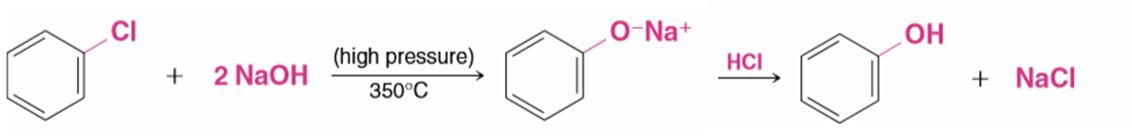 Cl
+ 2 NaOH
(high pressure)
350°C
O⁻Na⁺
HCl
OH
+ NaCl